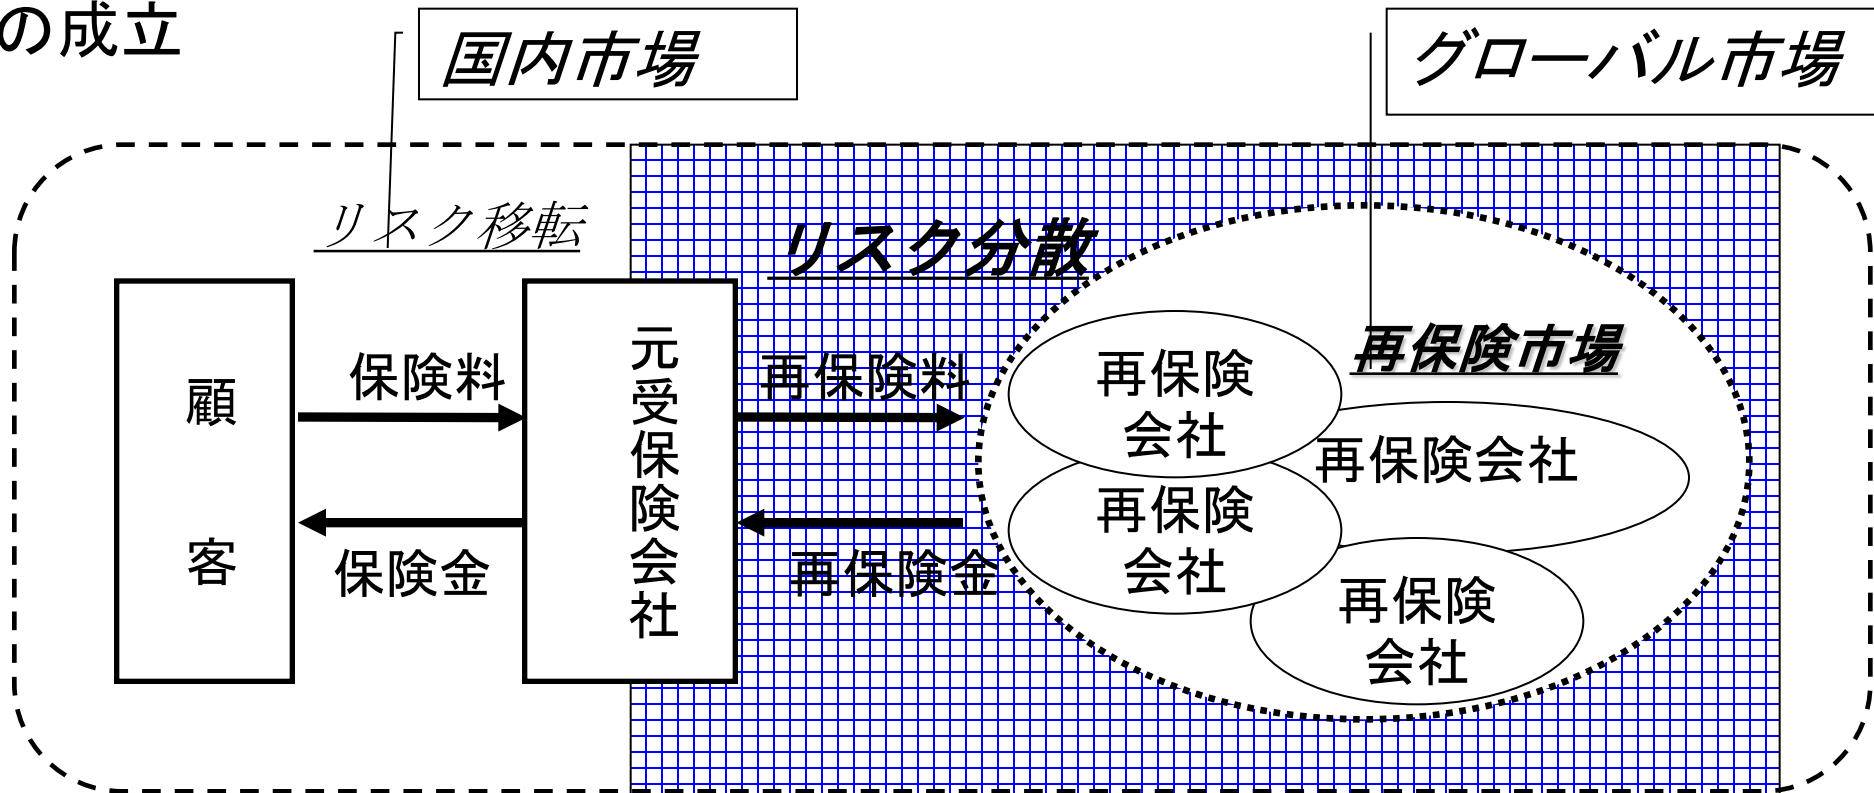 の成立
国内市場
グローバル市場
リスク移転
リスク分散
再保険市場
顧客
保険料
保険金
元受保険会社
再保険料
再保険金
再保険
会社
再保険会社
再保険
会社
再保険
会社